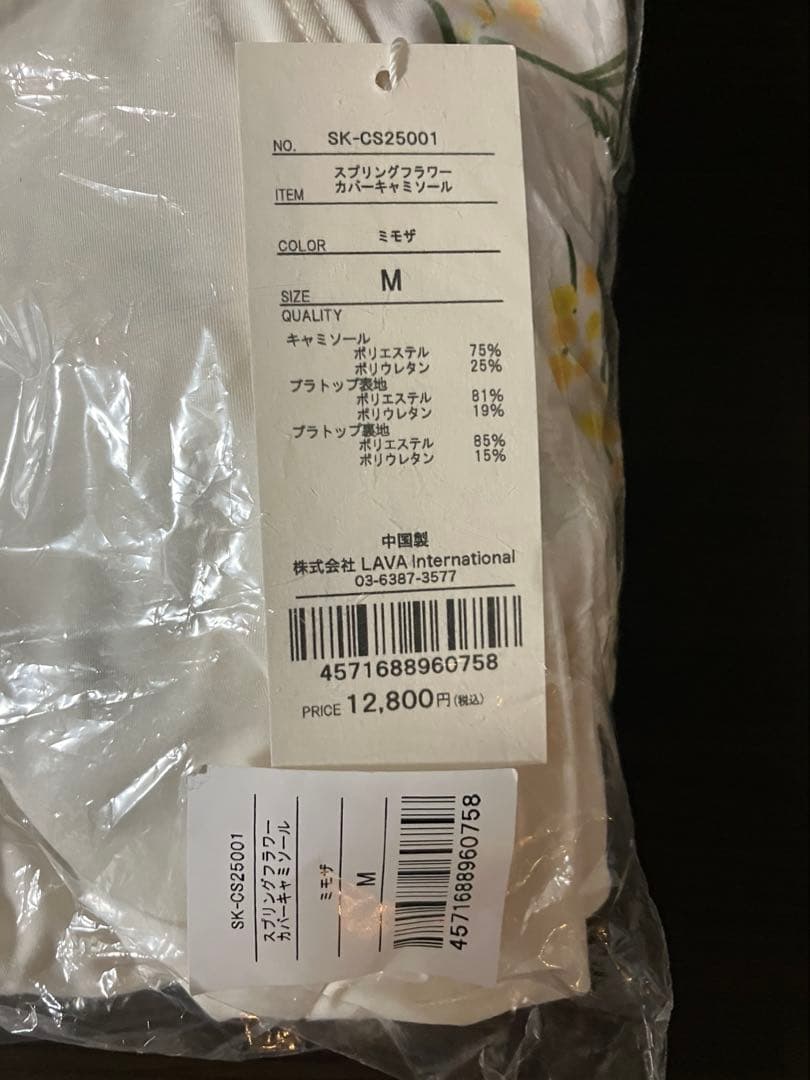 NO. SK-CS25001
スプリングフラワー
ITEM カバーキャミソール
COLOR ミモザ
SIZE M
QUALITY
キャミソール
ポリエステル 75%
ポリウレタン 25%
ブラトップ表地
ポリエステル 81%
ポリウレタン 19%
ブラトップ裏地
ポリエステル 85%
ポリウレタン 15%
中国製
株式会社 LAVA International
03-6387-3577
4571688960758
PRICE 12,800円(税込)
SK-CS25001
スプリングフラワー
カバーキャミソール
ミモザ
M
4571688960758